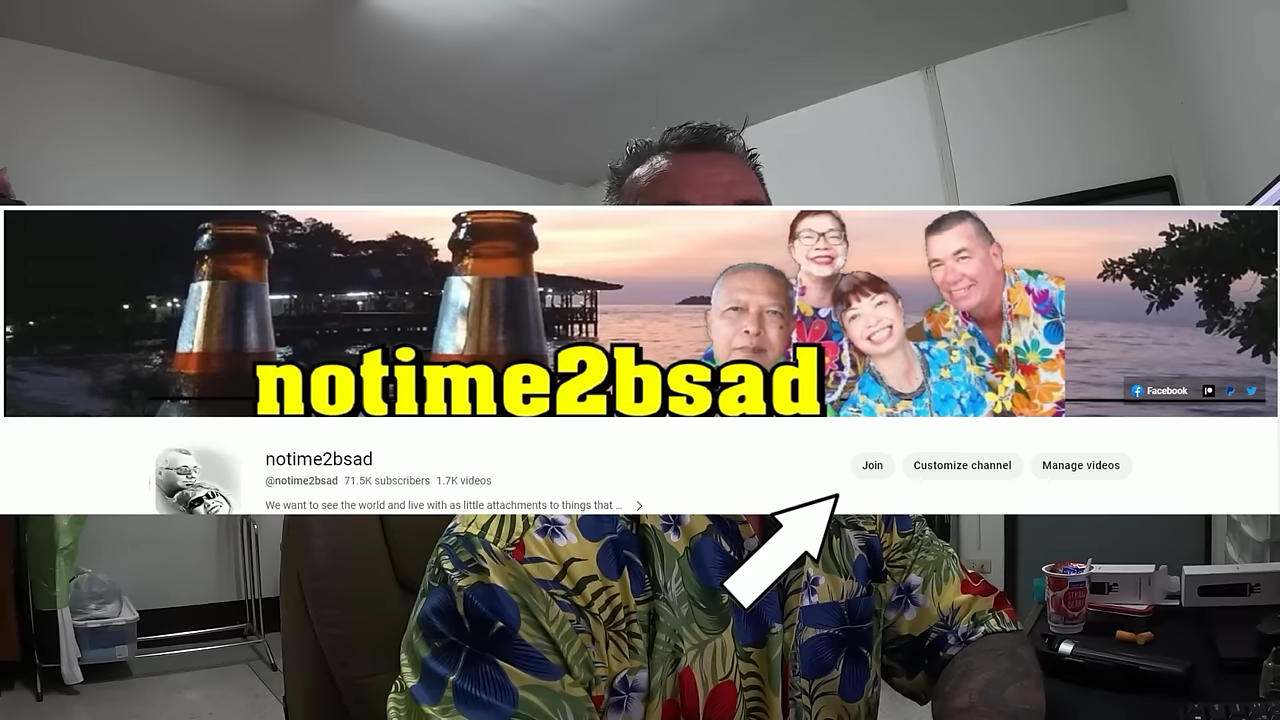 notime2bsad
Facebook
notime2bsad
@notime2bsad 71.5K subscribers 1.7K videos
We want to see the world and live with as little attachments to things that ...
Join
Customize channel
Manage videos